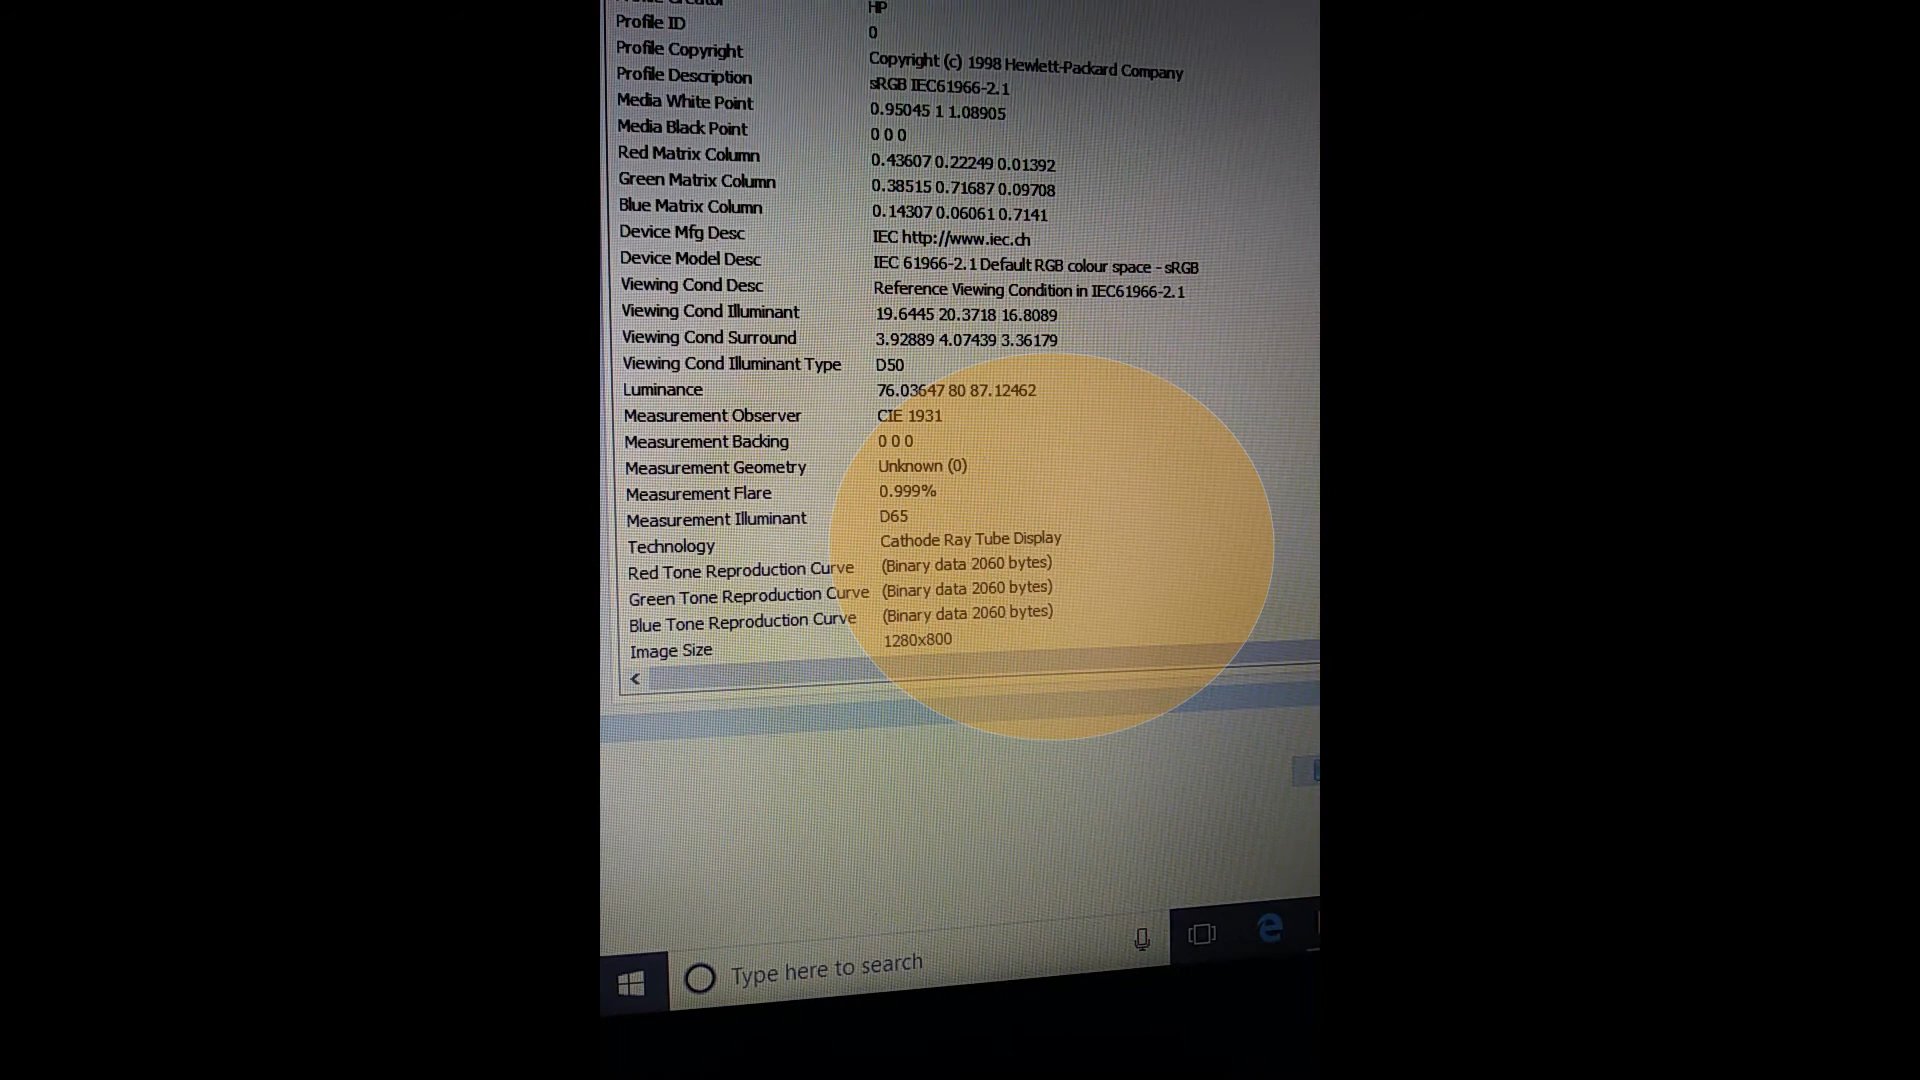 Profile Creator HP
Profile ID 0
Profile Copyright Copyright (c) 1998 Hewlett-Packard Company
Profile Description sRGB IEC61966-2.1
Media White Point 0.95045 1 1.08905
Media Black Point 0 0 0
Red Matrix Column 0.43607 0.22249 0.01392
Green Matrix Column 0.38515 0.71687 0.09708
Blue Matrix Column 0.14307 0.06061 0.7141
Device Mfg Desc IEC http://www.iec.ch
Device Model Desc IEC 61966-2.1 Default RGB colour space - sRGB
Viewing Cond Desc Reference Viewing Condition in IEC61966-2.1
Viewing Cond Illuminant 19.6445 20.3718 16.8089
Viewing Cond Surround 3.92889 4.07439 3.36179
Viewing Cond Illuminant Type D50
Luminance 76.03647 80 87.12462
Measurement Observer CIE 1931
Measurement Backing 0 0 0
Measurement Geometry Unknown (0)
Measurement Flare 0.999%
Measurement Illuminant D65
Technology Cathode Ray Tube Display
Red Tone Reproduction Curve (Binary data 2060 bytes)
Green Tone Reproduction Curve (Binary data 2060 bytes)
Blue Tone Reproduction Curve (Binary data 2060 bytes)
Image Size 1280x800
Type here to search